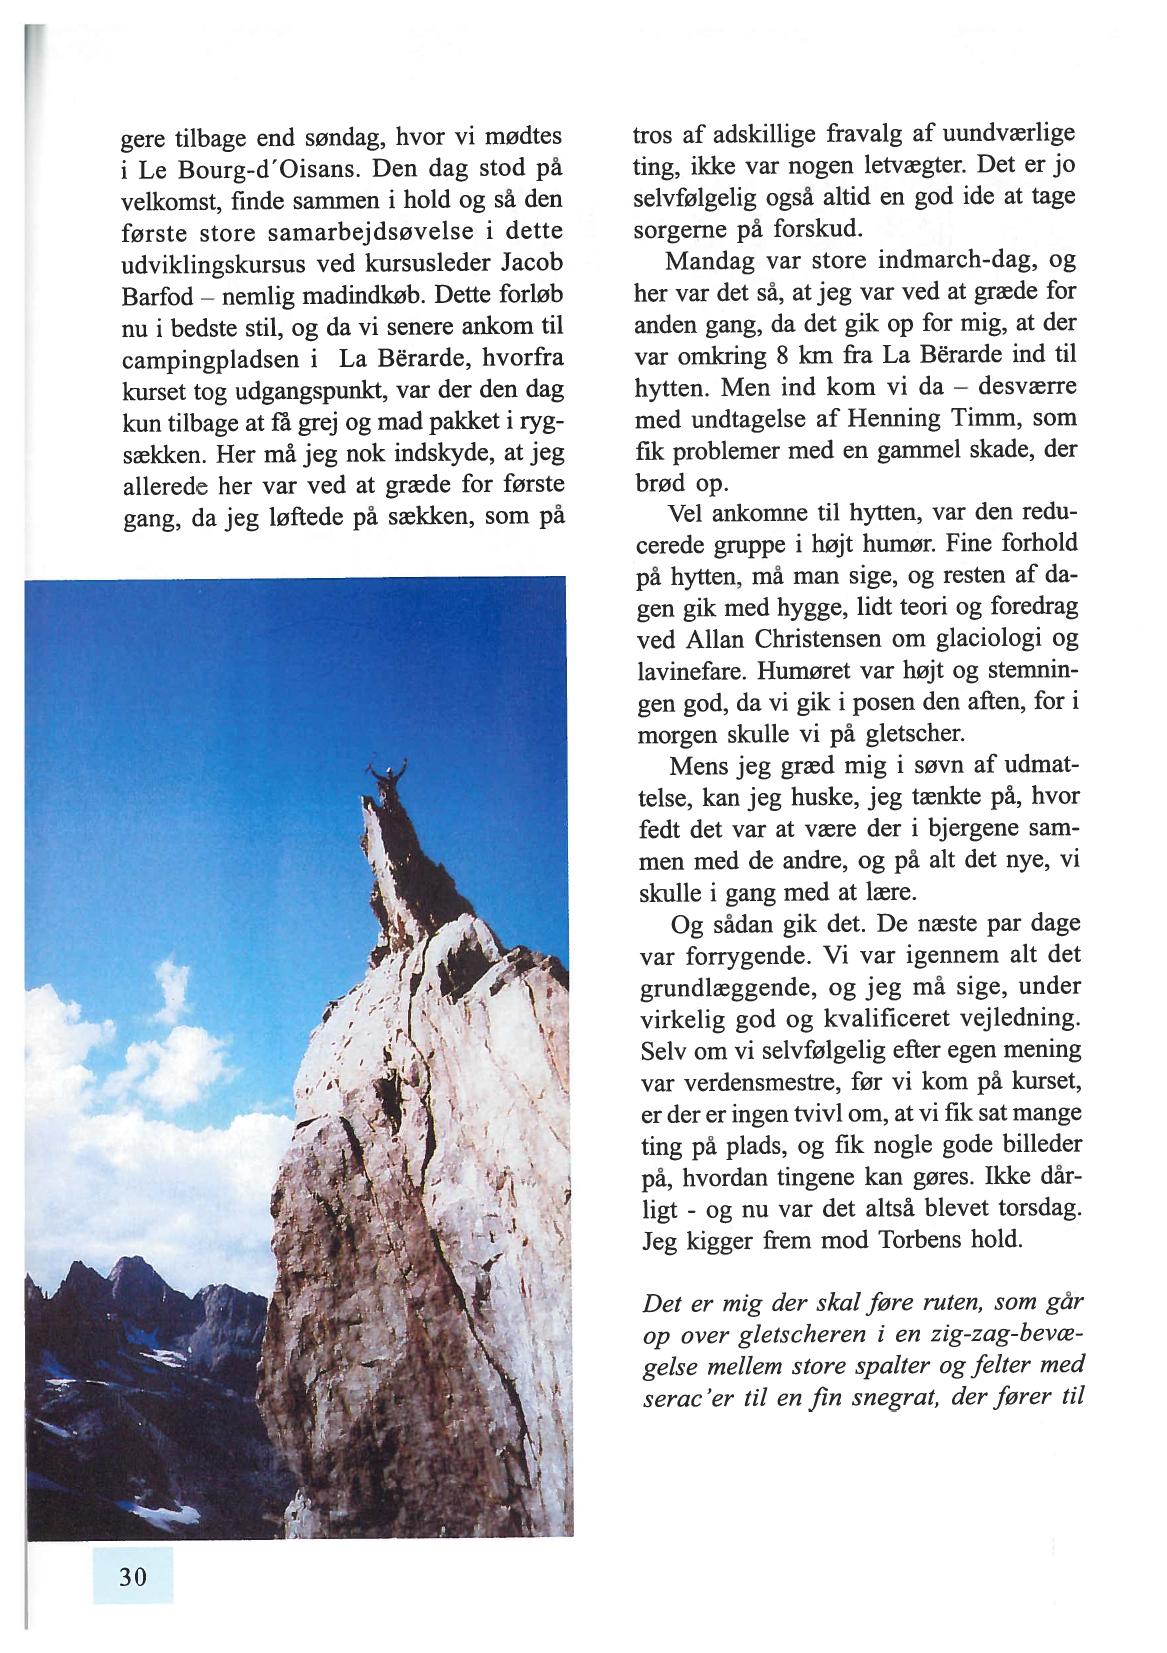 gere tilbage end søndag, hvor vi mødtes
i Le Bourg-d´Oisans. Den dag stod på
velkomst, finde sammen i hold og så den
første store samarbejdsøvelse i dette
udviklingskursus ved kursusleder Jacob
Barfod – nemlig madindkøb. Dette forløb
nu i bedste stil, og da vi senere ankom til
campingpladsen i La Bërarde, hvorfra
kurset tog udgangspunkt, var der den dag
kun tilbage at få grej og mad pakket i ryg-
sækken. Her må jeg nok indskyde, at jeg
allerede her var ved at græde for første
gang, da jeg løftede på sækken, som på
tros af adskillige fravalg af uundværlige
ting, ikke var nogen letvægter. Det er jo
selvfølgelig også altid en god ide at tage
sorgerne på forskud.
Mandag var store indmarch-dag, og
her var det så, at jeg var ved at græde for
anden gang, da det gik op for mig, at der
var omkring 8 km fra La Bërarde ind til
hytten. Men ind kom vi da – desværre
med undtagelse af Henning Timm, som
fik problemer med en gammel skade, der
brød op.
Vel ankomne til hytten, var den redu-
cerede gruppe i højt humør. Fine forhold
på hytten, må man sige, og resten af da-
gen gik med hygge, lidt teori og foredrag
ved Allan Christensen om glaciologi og
lavinefare. Humøret var højt og stemnin-
gen god, da vi gik i posen den aften, for i
morgen skulle vi på gletscher.
Mens jeg græd mig i søvn af udmat-
telse, kan jeg huske, jeg tænkte på, hvor
fedt det var at være der i bjergene sam-
men med de andre, og på alt det nye, vi
skulle i gang med at lære.
Og sådan gik det. De næste par dage
var forrygende. Vi var igennem alt det
grundlæggende, og jeg må sige, under
virkelig god og kvalificeret vejledning.
Selv om vi selvfølgelig efter egen mening
var verdensmestre, før vi kom på kurset,
er der er ingen tvivl om, at vi fik sat mange
ting på plads, og fik nogle gode billeder
på, hvordan tingene kan gøres. Ikke dår-
ligt - og nu var det altså blevet torsdag.
Jeg kigger frem mod Torbens hold.
Det er mig der skal føre ruten, som går
op over gletscheren i en zig-zag-bevæ-
gelse mellem store spalter og felter med
serac'er til en fin snegrat, der fører til
30